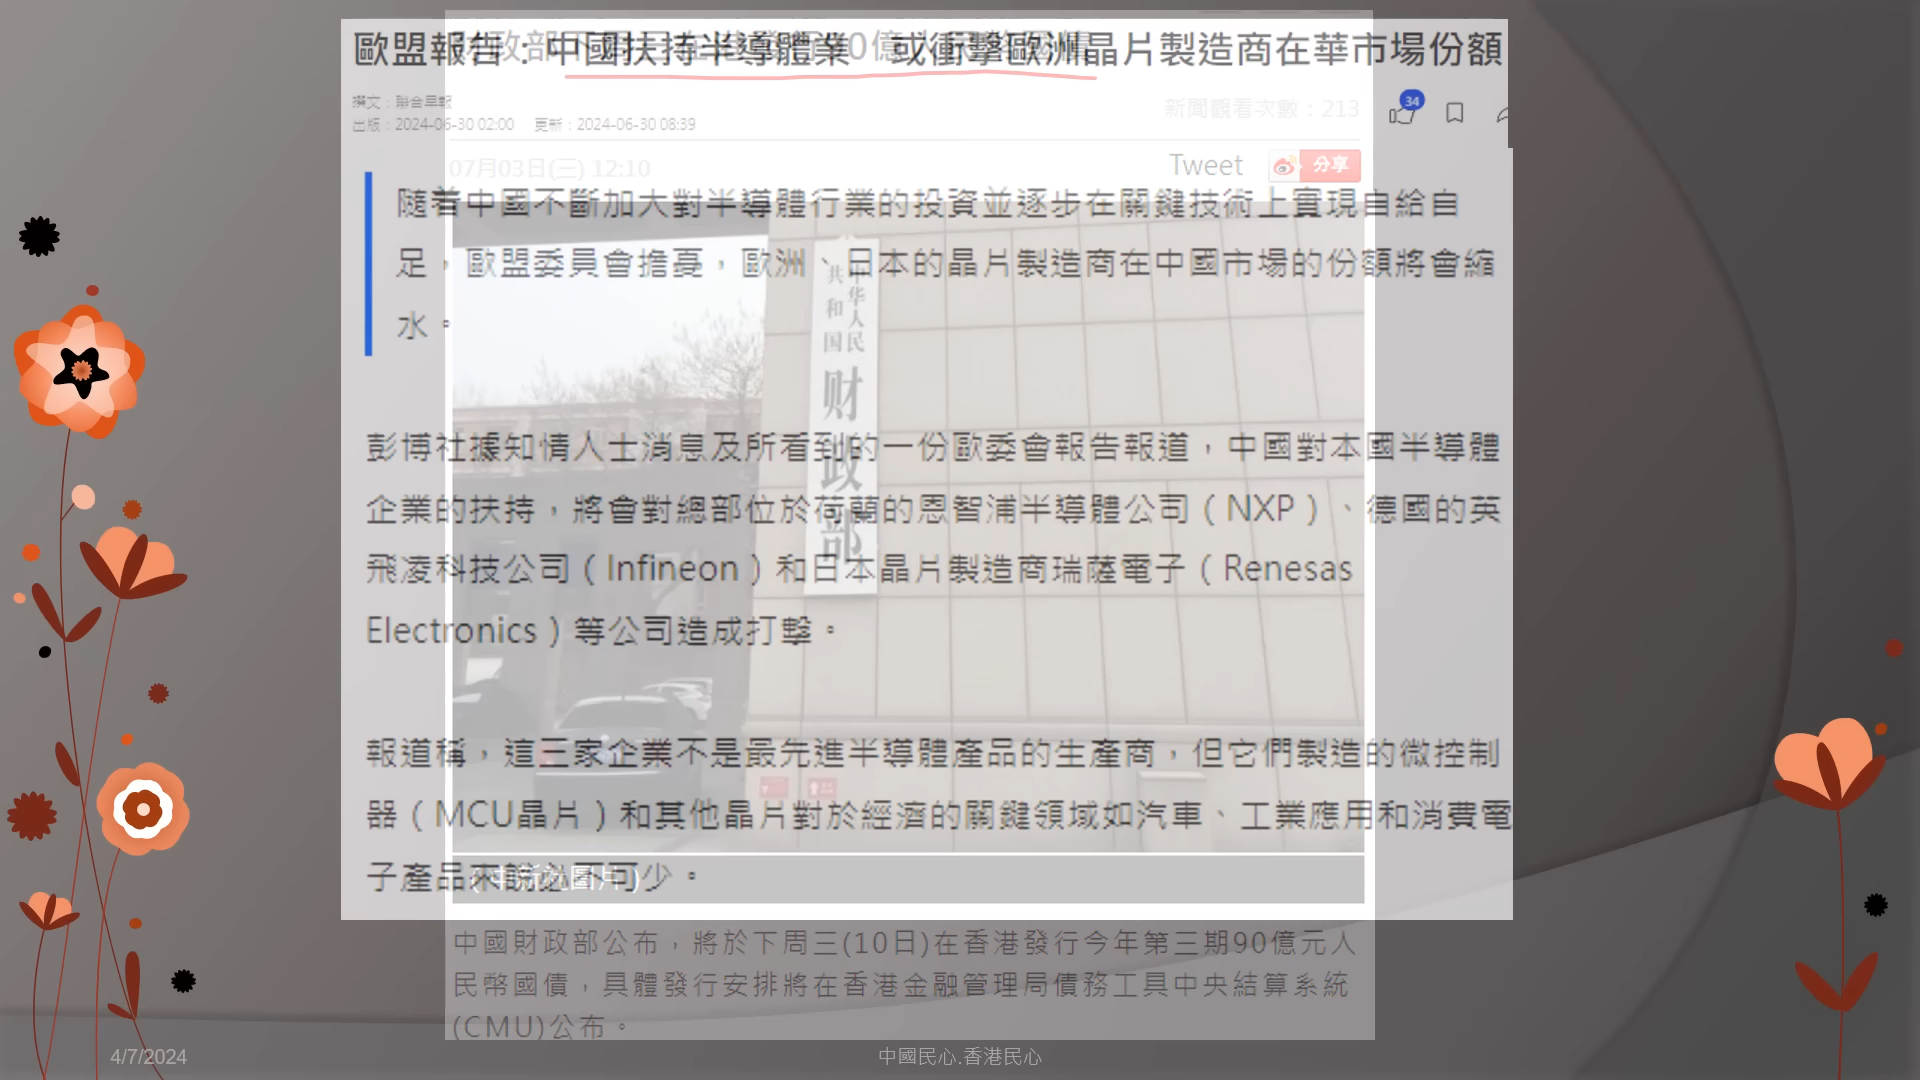 歐盟報告：中國扶持半導體業　或衝擊歐洲晶片製造商在華市場份額
撰文：聯合早報
出版：2024-06-30 02:00　更新：2024-06-30 08:39
新聞觀看次數：213
34
07月03日(三) 12:10
Tweet
分享
隨着中國不斷加大對半導體行業的投資並逐步在關鍵技術上實現自給自
足，歐盟委員會擔憂，歐洲、日本的晶片製造商在中國市場的份額將會縮
水。
中华人民
共和国
财政部
彭博社據知情人士消息及所看到的一份歐委會報告報道，中國對本國半導體
企業的扶持，將會對總部位於荷蘭的恩智浦半導體公司（NXP）、德國的英
飛凌科技公司（Infineon）和日本晶片製造商瑞薩電子（Renesas
Electronics）等公司造成打擊。
報道稱，這三家企業不是最先進半導體產品的生產商，但它們製造的微控制
器（MCU晶片）和其他晶片對於經濟的關鍵領域如汽車、工業應用和消費電
子產品來說必不可少。
(中新社圖片)
中國財政部公布，將於下周三(10日)在香港發行今年第三期90億元人
民幣國債，具體發行安排將在香港金融管理局債務工具中央結算系統
(CMU)公布。
4/7/2024
中國民心.香港民心